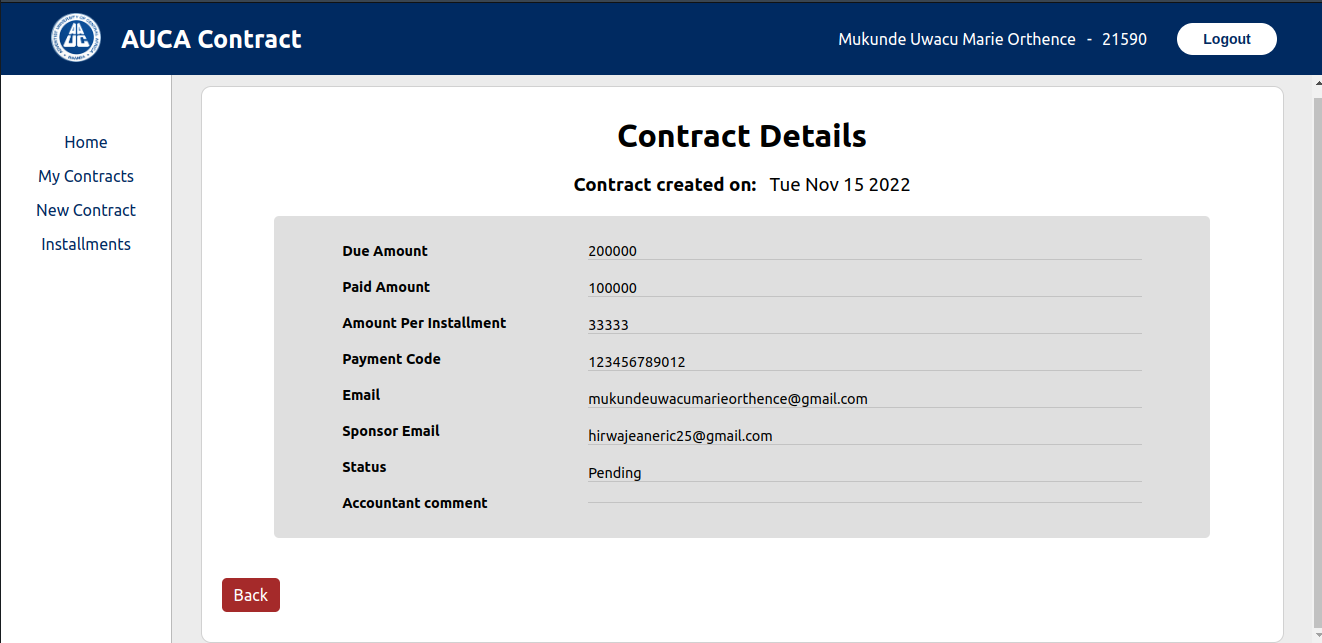 AUCA Contract
Mukunde Uwacu Marie Orthence - 21590
Logout
Home
My Contracts
New Contract
Installments
Contract Details
Contract created on: Tue Nov 15 2022
Due Amount 200000
Paid Amount 100000
Amount Per Installment 33333
Payment Code 123456789012
Email mukundeuwacumarieorthence@gmail.com
Sponsor Email hirwajeaneric25@gmail.com
Status Pending
Accountant comment
Back